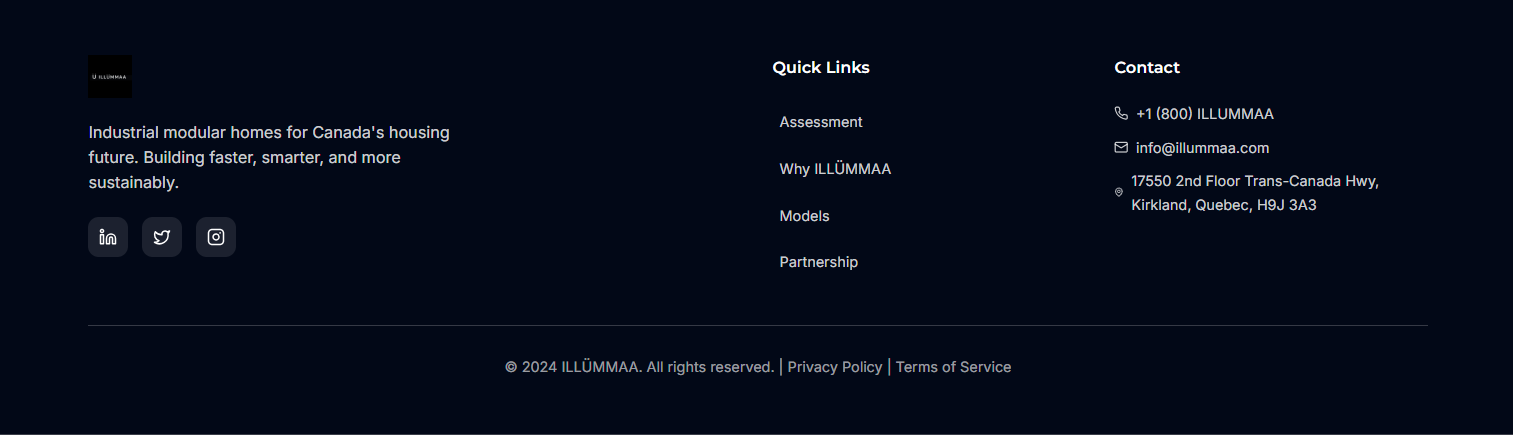 U ILLÜMMAA
Industrial modular homes for Canada's housing
future. Building faster, smarter, and more
sustainably.
Quick Links
Assessment
Why ILLÜMMAA
Models
Partnership
Contact
+1 (800) ILLUMMAA
info@illummaa.com
17550 2nd Floor Trans-Canada Hwy,
Kirkland, Quebec, H9J 3A3
© 2024 ILLÜMMAA. All rights reserved. | Privacy Policy | Terms of Service